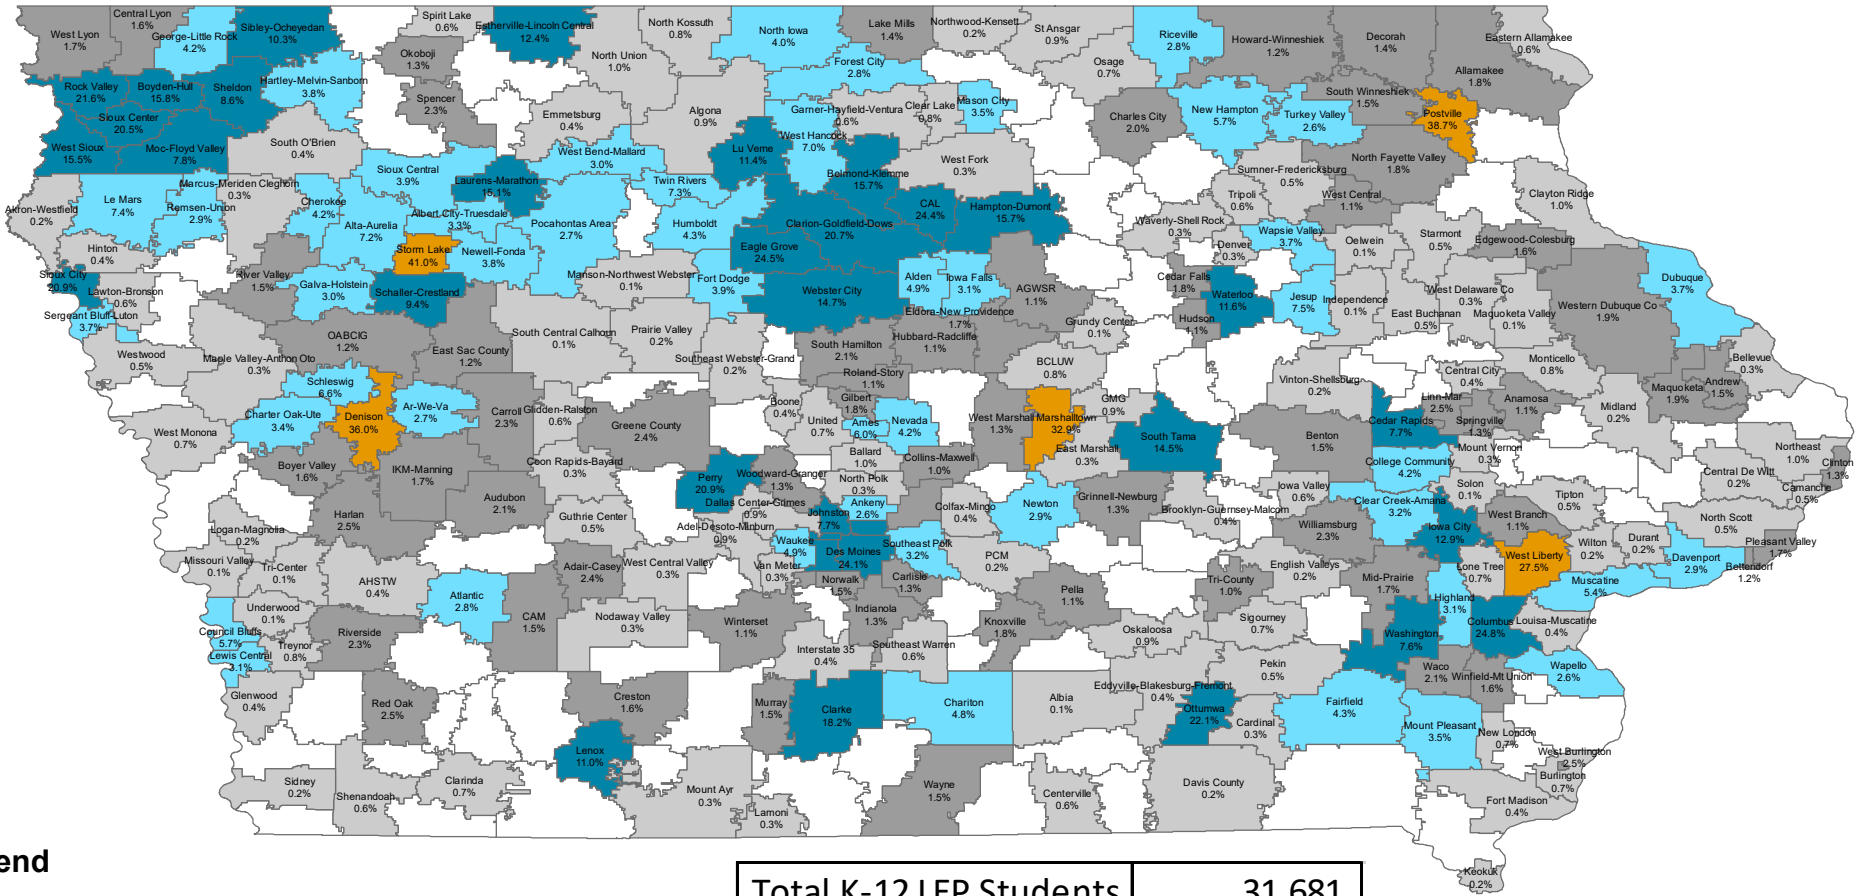 Central Lyon
1.6%
West Lyon
1.7%
George-Little Rock
4.2%
Sibley-Ocheyedan
10.3%
Spirit Lake
0.6%
Okoboji
1.3%
Estherville-Lincoln Central
12.4%
North Union
1.0%
North Kossuth
0.8%
North Iowa
4.0%
Lake Mills
1.4%
Northwood-Kensett
0.2%
St Ansgar
0.9%
Osage
0.7%
Riceville
2.8%
Howard-Winneshiek
1.2%
Decorah
1.4%
Eastern Allamakee
0.6%
Allamakee
1.8%
Rock Valley
21.6%
Boyden-Hull
15.8%
Sheldon
8.6%
Hartley-Melvin-Sanborn
3.8%
Spencer
2.3%
Emmetsburg
0.4%
Algona
0.9%
Forest City
2.8%
Garner-Hayfield-Ventura
0.6%
Clear Lake
0.8%
Mason City
3.5%
Charles City
2.0%
New Hampton
5.7%
Turkey Valley
2.6%
South Winneshiek
1.5%
Postville
38.7%
Sioux Center
20.5%
West Sioux
15.5%
Moc-Floyd Valley
7.8%
South O'Brien
0.4%
Sioux Central
3.9%
Laurens-Marathon
15.1%
West Bend-Mallard
3.0%
Lu Verne
11.4%
West Hancock
7.0%
Belmond-Klemme
15.7%
West Fork
0.3%
Sumner-Fredericksburg
0.5%
North Fayette Valley
1.8%
West Central
1.1%
Clayton Ridge
1.0%
Akron-Westfield
0.2%
Le Mars
7.4%
Marcus-Meriden Cleghorn
0.3%
Remsen-Union
2.9%
Cherokee
4.2%
Alta-Aurelia
7.2%
Albert City-Truesdale
3.3%
Pocahontas Area
2.7%
Twin Rivers
7.3%
Humboldt
4.3%
Clarion-Goldfield-Dows
20.7%
CAL
24.4%
Hampton-Dumont
15.7%
Tripoli
0.6%
Waverly-Shell Rock
0.3%
Denver
0.3%
Wapsie Valley
3.7%
Oelwein
0.1%
Starmont
0.5%
Edgewood-Colesburg
1.6%
Hinton
0.4%
Storm Lake
41.0%
Newell-Fonda
3.8%
Eagle Grove
24.5%
Sioux City
20.9%
Lawton-Bronson
0.6%
River Valley
1.5%
Galva-Holstein
3.0%
Schaller-Crestland
9.4%
Manson-Northwest Webster
0.1%
Fort Dodge
3.9%
Webster City
14.7%
Alden
4.9%
Iowa Falls
3.1%
AGWSR
1.1%
Cedar Falls
1.8%
Waterloo
11.6%
Hudson
1.1%
Jesup
7.5%
Independence
0.1%
West Delaware Co
0.3%
East Buchanan
0.5%
Maquoketa Valley
0.1%
Western Dubuque Co
1.9%
Dubuque
3.7%
Sergeant Bluff-Luton
3.7%
Westwood
0.5%
Maple Valley-Anthon Oto
0.3%
OABCIG
1.2%
East Sac County
1.2%
South Central Calhoun
0.1%
Prairie Valley
0.2%
Southeast Webster-Grand
0.2%
South Hamilton
2.1%
Eldora-New Providence
1.7%
Hubbard-Radcliffe
1.1%
Grundy Center
0.1%
BCLUW
0.8%
Roland-Story
1.1%
Vinton-Shellsburg
0.2%
Central City
0.4%
Monticello
0.8%
Bellevue
0.3%
Maquoketa
1.9%
Andrew
1.5%
Schleswig
6.6%
Charter Oak-Ute
3.4%
Denison
36.0%
Ar-We-Va
2.7%
Carroll
2.3%
Glidden-Ralston
0.6%
Greene County
2.4%
Boone
0.4%
United
0.7%
Gilbert
1.8%
Ames
6.0%
Nevada
4.2%
West Marshall
1.3%
Marshalltown
32.9%
GMG
0.9%
East Marshall
0.3%
South Tama
14.5%
Benton
1.5%
Cedar Rapids
7.7%
Linn-Mar
2.5%
Springville
1.3%
Anamosa
1.1%
Midland
0.2%
Northeast
1.0%
Clinton
1.3%
West Monona
0.7%
Boyer Valley
1.6%
IKM-Manning
1.7%
Coon Rapids-Bayard
0.3%
Audubon
2.1%
Perry
20.9%
Woodward-Granger
1.3%
Ballard
1.0%
North Polk
0.3%
Collins-Maxwell
1.0%
College Community
4.2%
Mount Vernon
0.3%
Solon
0.1%
Central De Witt
0.2%
Camanche
0.5%
Harlan
2.5%
Guthrie Center
0.5%
Dallas Center-Grimes
0.9%
Adel-Desoto-Minburn
0.9%
Johnston
7.7%
Ankeny
2.6%
Colfax-Mingo
0.4%
Newton
2.9%
Grinnell-Newburg
1.3%
Brooklyn-Guernsey-Malcom
0.4%
Iowa Valley
0.6%
Williamsburg
2.3%
Clear Creek-Amana
3.2%
Iowa City
12.9%
West Branch
1.1%
Tipton
0.5%
North Scott
0.5%
Pleasant Valley
1.7%
Logan-Magnolia
0.2%
Missouri Valley
0.1%
Tri-Center
0.1%
AHSTW
0.4%
Adair-Casey
2.4%
West Central Valley
0.3%
Waukee
4.9%
Van Meter
0.3%
Des Moines
24.1%
Southeast Polk
3.2%
PCM
0.2%
English Valleys
0.2%
Tri-County
1.0%
Mid-Prairie
1.7%
Lone Tree
0.7%
West Liberty
27.5%
Wilton
0.2%
Durant
0.2%
Davenport
2.9%
Bettendorf
1.2%
Muscatine
5.4%
Underwood
0.1%
Atlantic
2.8%
CAM
1.5%
Nodaway Valley
0.3%
Winterset
1.1%
Norwalk
1.5%
Carlisle
1.3%
Indianola
1.3%
Knoxville
1.8%
Pella
1.1%
Oskaloosa
0.9%
Sigourney
0.7%
Highland
3.1%
Washington
7.6%
Columbus
24.8%
Louisa-Muscatine
0.4%
Council Bluffs
5.7%
Lewis Central
3.1%
Treynor
0.8%
Riverside
2.3%
Interstate 35
0.4%
Southeast Warren
0.6%
Pekin
0.5%
Waco
2.1%
Winfield-Mt Union
1.6%
Wapello
2.6%
Glenwood
0.4%
Red Oak
2.5%
Creston
1.6%
Murray
1.5%
Clarke
18.2%
Chariton
4.8%
Albia
0.1%
Eddyville-Blakesburg-Fremont
0.4%
Ottumwa
22.1%
Cardinal
0.3%
Fairfield
4.3%
Mount Pleasant
3.5%
New London
0.7%
West Burlington
2.5%
Burlington
0.7%
Lenox
11.0%
Sidney
0.2%
Shenandoah
0.6%
Clarinda
0.7%
Mount Ayr
0.3%
Lamoni
0.3%
Wayne
1.5%
Centerville
0.6%
Davis County
0.2%
Fort Madison
0.4%
Keokuk
0.2%
end
Total K-12 LEP Students 31,681